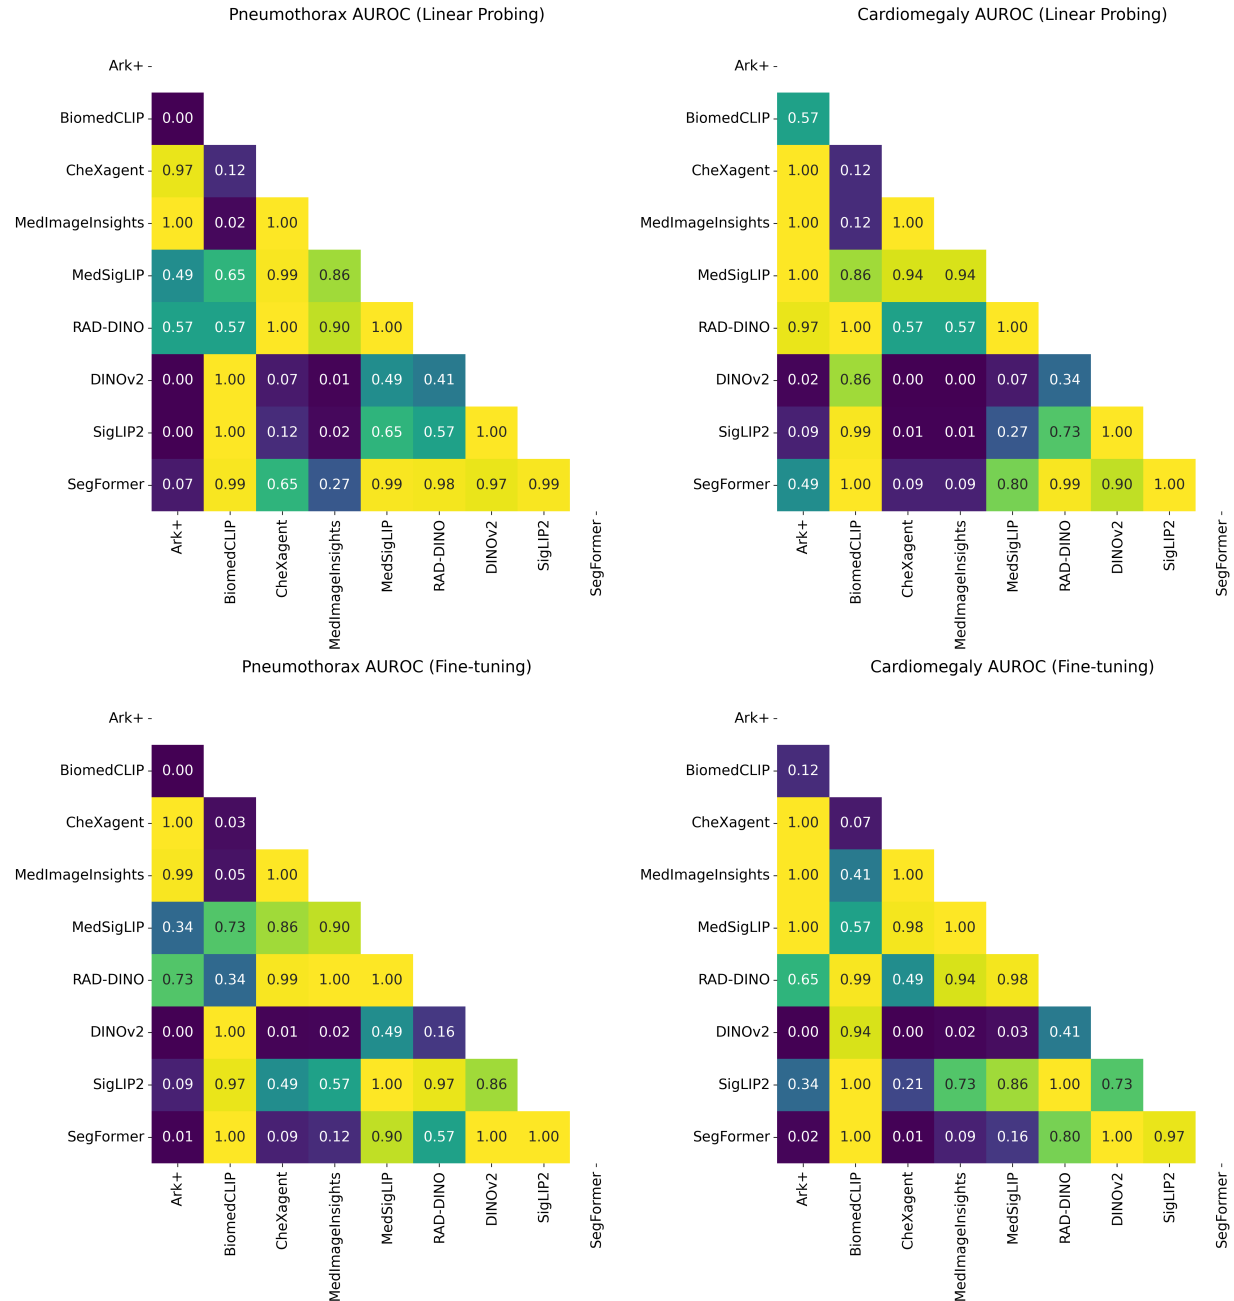 Pneumothorax AUROC (Linear Probing)
Ark+
BiomedCLIP 0.00
CheXagent 0.97 0.12
MedImageInsights 1.00 0.02 1.00
MedSigLIP 0.49 0.65 0.99 0.86
RAD-DINO 0.57 0.57 1.00 0.90 1.00
DINOv2 0.00 1.00 0.07 0.01 0.49 0.41
SigLIP2 0.00 1.00 0.12 0.02 0.65 0.57 1.00
SegFormer 0.07 0.99 0.65 0.27 0.99 0.98 0.97 0.99
Ark+
BiomedCLIP
CheXagent
MedImageInsights
MedSigLIP
RAD-DINO
DINOv2
SigLIP2
SegFormer
Cardiomegaly AUROC (Linear Probing)
Ark+
BiomedCLIP 0.57
CheXagent 1.00 0.12
MedImageInsights 1.00 0.12 1.00
MedSigLIP 1.00 0.86 0.94 0.94
RAD-DINO 0.97 1.00 0.57 0.57 1.00
DINOv2 0.02 0.86 0.00 0.00 0.07 0.34
SigLIP2 0.09 0.99 0.01 0.01 0.27 0.73 1.00
SegFormer 0.49 1.00 0.09 0.09 0.80 0.99 0.90 1.00
Ark+
BiomedCLIP
CheXagent
MedImageInsights
MedSigLIP
RAD-DINO
DINOv2
SigLIP2
SegFormer
Pneumothorax AUROC (Fine-tuning)
Ark+
BiomedCLIP 0.00
CheXagent 1.00 0.03
MedImageInsights 0.99 0.05 1.00
MedSigLIP 0.34 0.73 0.86 0.90
RAD-DINO 0.73 0.34 0.99 1.00 1.00
DINOv2 0.00 1.00 0.01 0.02 0.49 0.16
SigLIP2 0.09 0.97 0.49 0.57 1.00 0.97 0.86
SegFormer 0.01 1.00 0.09 0.12 0.90 0.57 1.00 1.00
Ark+
BiomedCLIP
CheXagent
MedImageInsights
MedSigLIP
RAD-DINO
DINOv2
SigLIP2
SegFormer
Cardiomegaly AUROC (Fine-tuning)
Ark+
BiomedCLIP 0.12
CheXagent 1.00 0.07
MedImageInsights 1.00 0.41 1.00
MedSigLIP 1.00 0.57 0.98 1.00
RAD-DINO 0.65 0.99 0.49 0.94 0.98
DINOv2 0.00 0.94 0.00 0.02 0.03 0.41
SigLIP2 0.34 1.00 0.21 0.73 0.86 1.00 0.73
SegFormer 0.02 1.00 0.01 0.09 0.16 0.80 1.00 0.97
Ark+
BiomedCLIP
CheXagent
MedImageInsights
MedSigLIP
RAD-DINO
DINOv2
SigLIP2
SegFormer